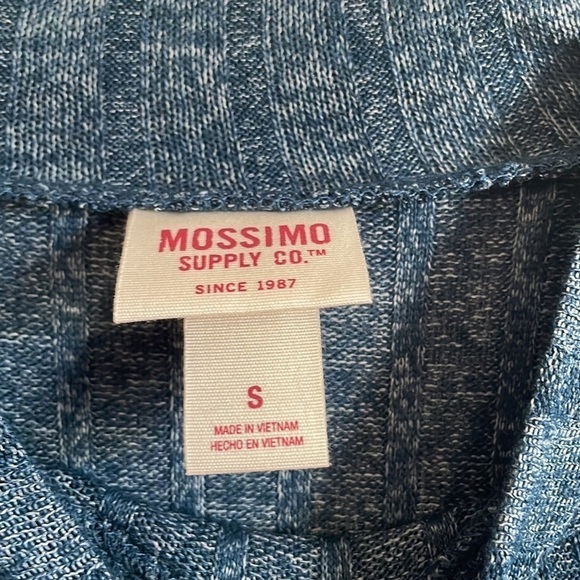 MOSSIMO
SUPPLY CO.™
SINCE 1987
S
MADE IN VIETNAM
HECHO EN VIETNAM